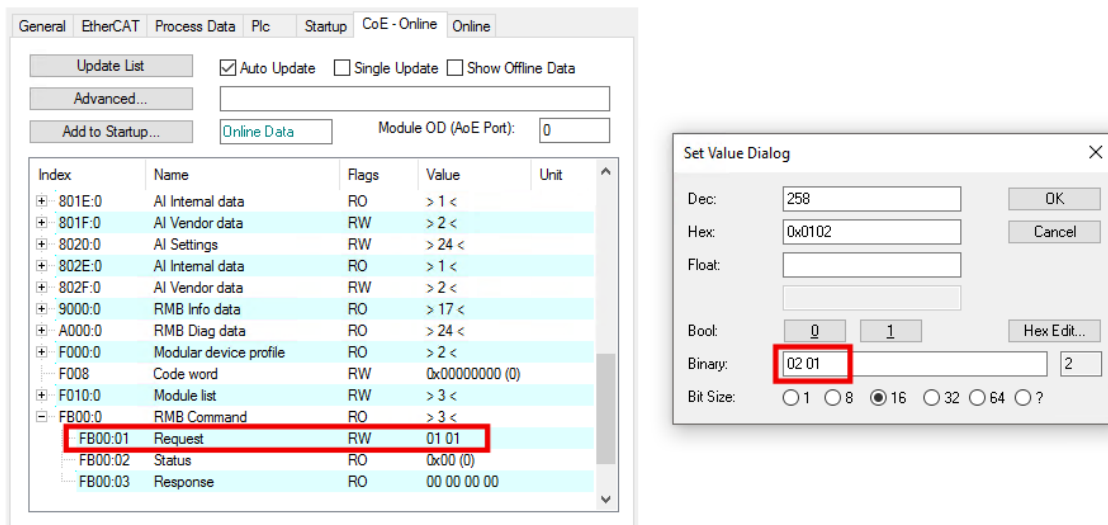 General EtherCAT Process Data Plc Startup CoE - Online Online
Update List Auto Update Single Update Show Offline Data
Advanced...
Add to Startup... Online Data Module OD (AoE Port): 0
Index Name Flags Value Unit
801E:0 AI Internal data RO > 1 <
801F:0 AI Vendor data RW > 2 <
8020:0 AI Settings RW > 24 <
802E:0 AI Internal data RO > 1 <
802F:0 AI Vendor data RW > 2 <
9000:0 RMB Info data RO > 17 <
A000:0 RMB Diag data RO > 24 <
F000:0 Modular device profile RO > 2 <
F008 Code word RW 0x00000000 (0)
F010:0 Module list RW > 3 <
FB00:0 RMB Command RO > 3 <
FB00:01 Request RW 01 01
FB00:02 Status RO 0x00 (0)
FB00:03 Response RO 00 00 00 00
Set Value Dialog
Dec: 258 OK
Hex: 0x0102 Cancel
Float:
Bool: 0 1 Hex Edit...
Binary: 02 01 2
Bit Size: 1 8 16 32 64 ?